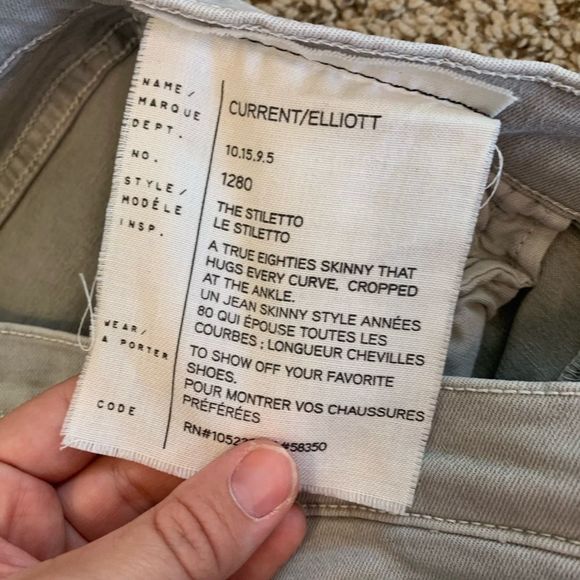 NAME/
MARQUE
CURRENT/ELLIOTT
DEPT.
10.15.9.5
NO.
1280
STYLE/
MODÉLE
THE STILETTO
LE STILETTO
INSP.
A TRUE EIGHTIES SKINNY THAT
HUGS EVERY CURVE, CROPPED
AT THE ANKLE.
UN JEAN SKINNY STYLE ANNÉES
80 QUI ÉPOUSE TOUTES LES
COURBES ; LONGUEUR CHEVILLES
WEAR/
A PORTER
TO SHOW OFF YOUR FAVORITE
SHOES.
POUR MONTRER VOS CHAUSSURES
PRÉFÉRÉES
CODE
#58350